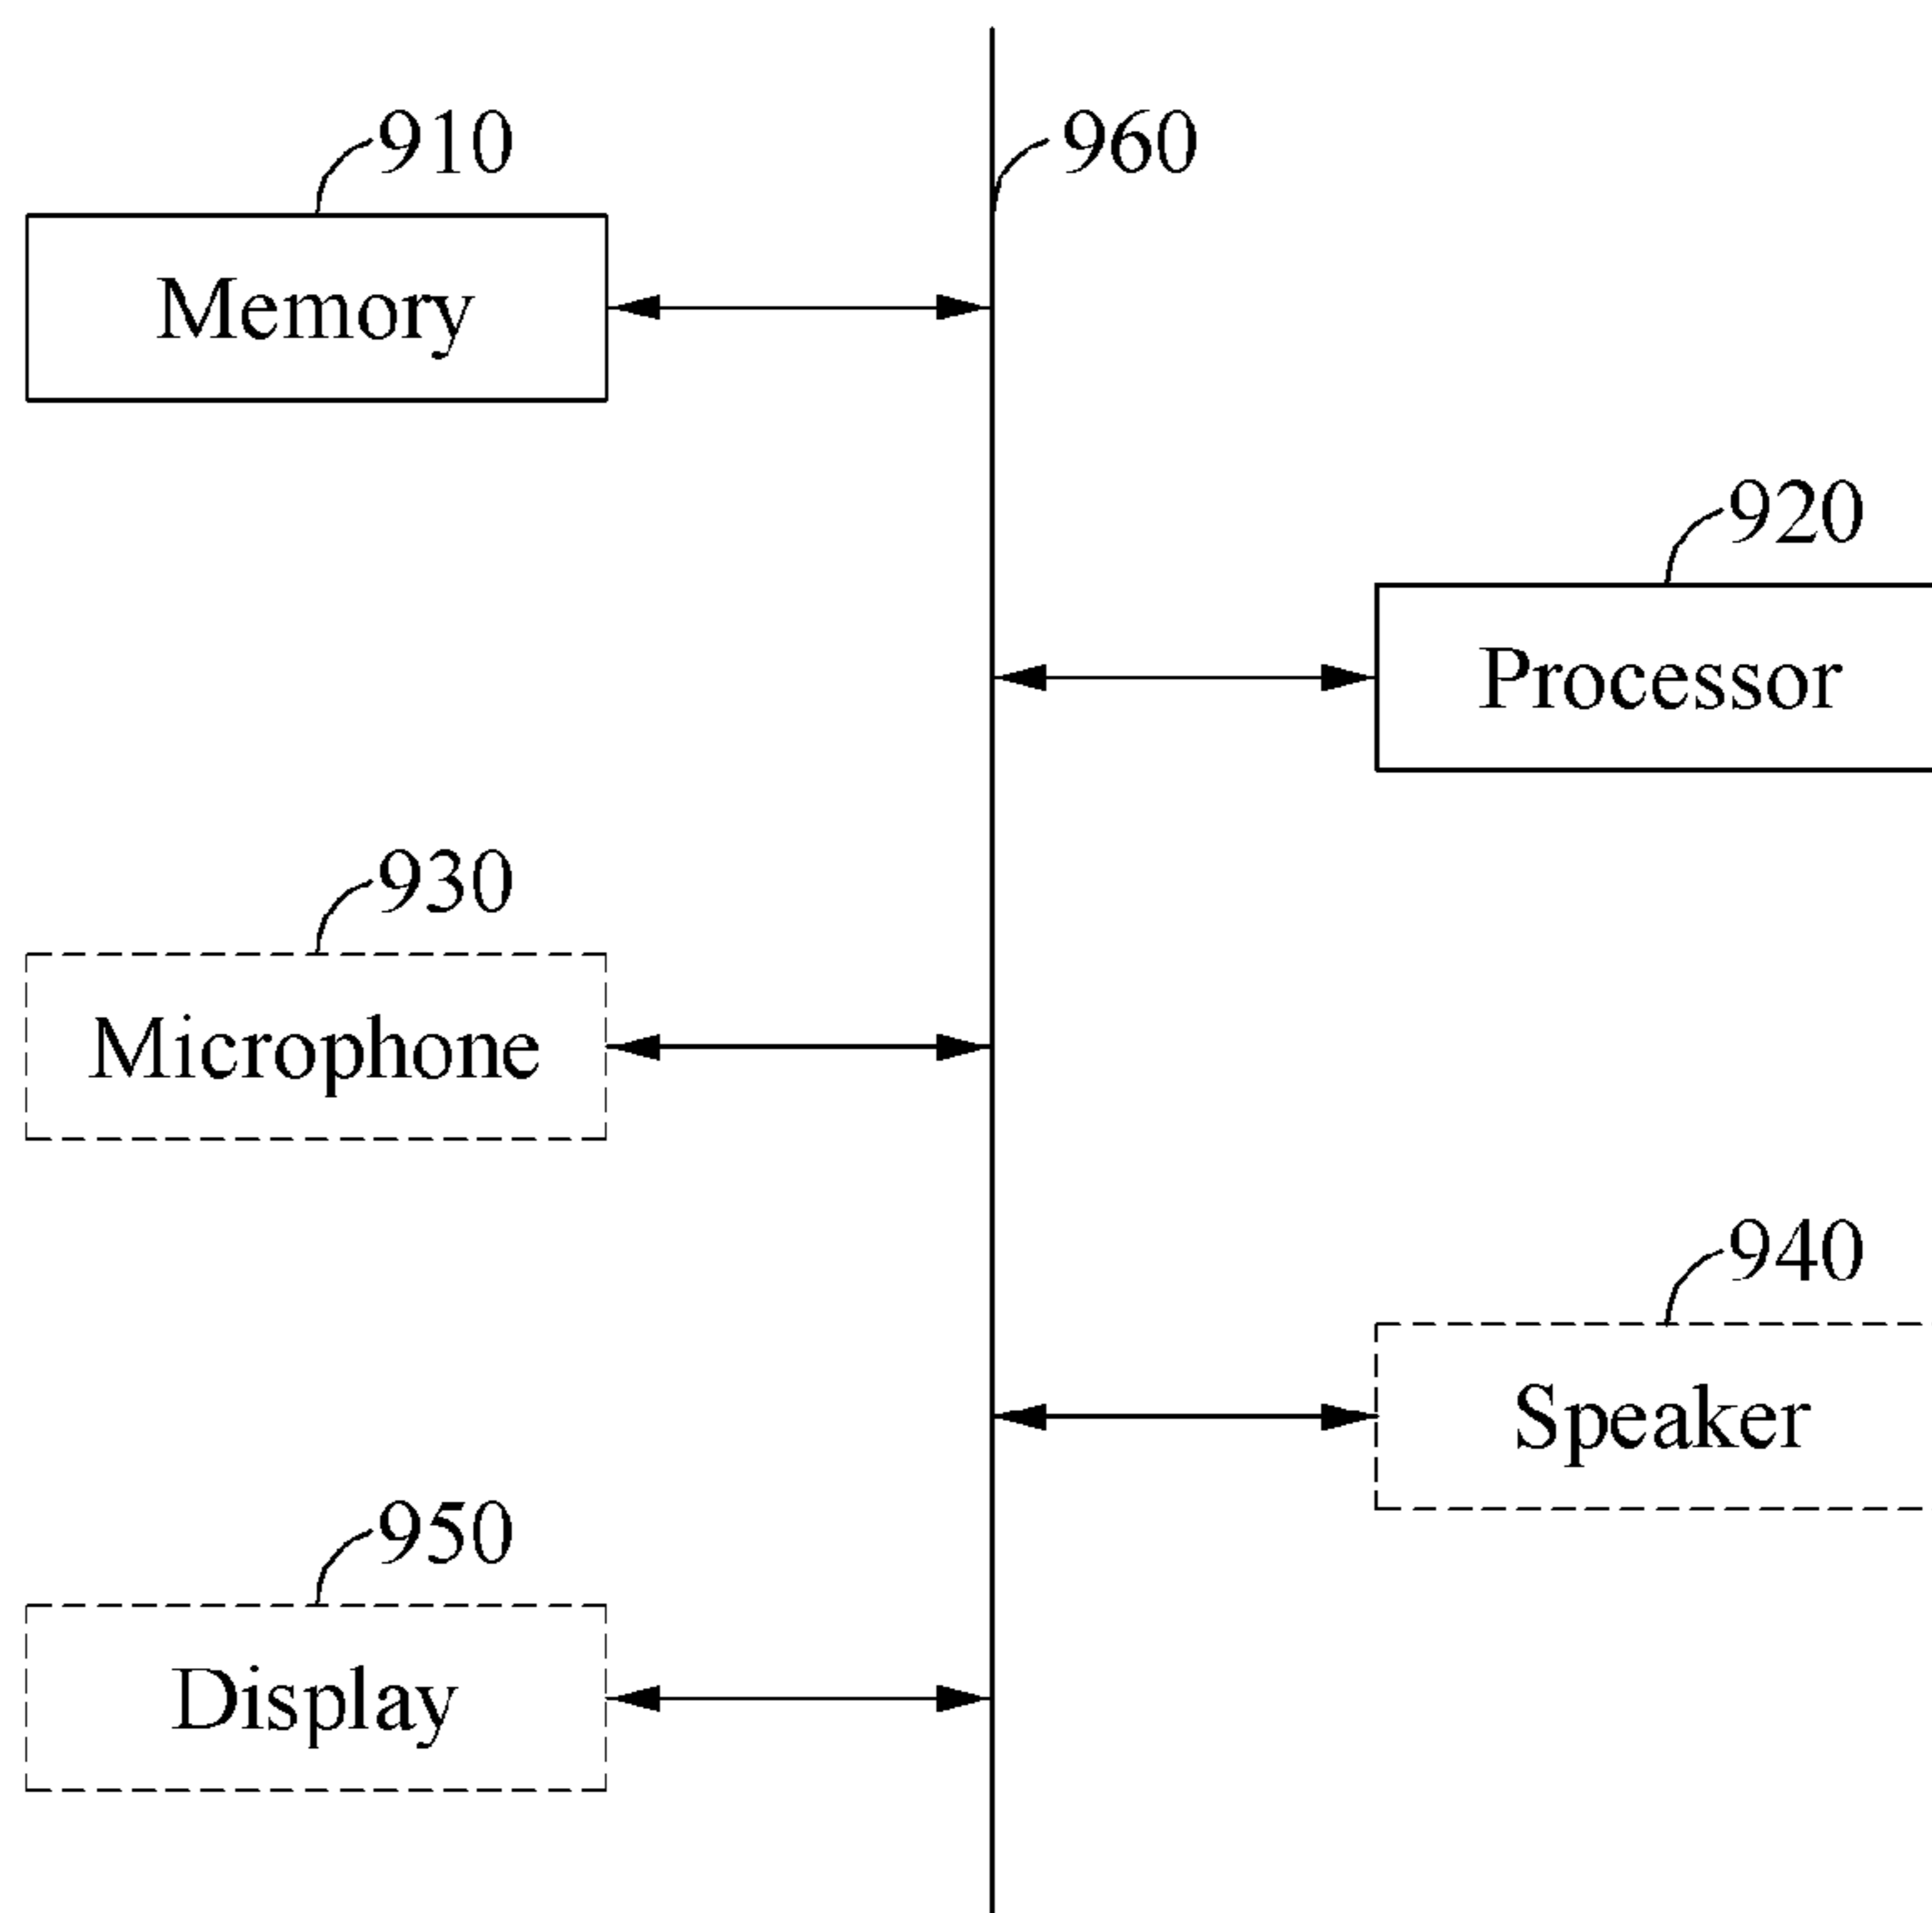 910
960
Memory
920
Processor
930
Microphone
940
Speaker
950
Display